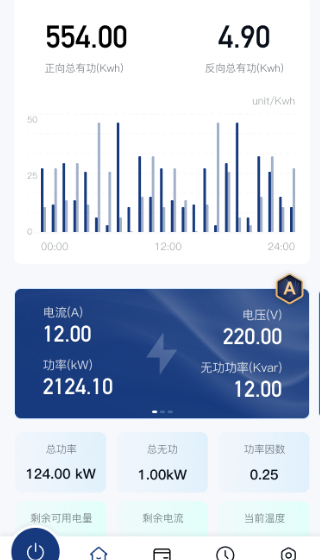 554.00 4.90
正向总有功(Kwh) 反向总有功(Kwh)
unit/Kwh
50
25
0
00:00 12:00 24:00
A
电流(A) 电压(V)
12.00 220.00
功率(kW) 无功功率(Kvar)
2124.10 12.00
总功率 总无功 功率因数
124.00 kW 1.00kW 0.25
剩余可用电量 剩余电流 当前温度